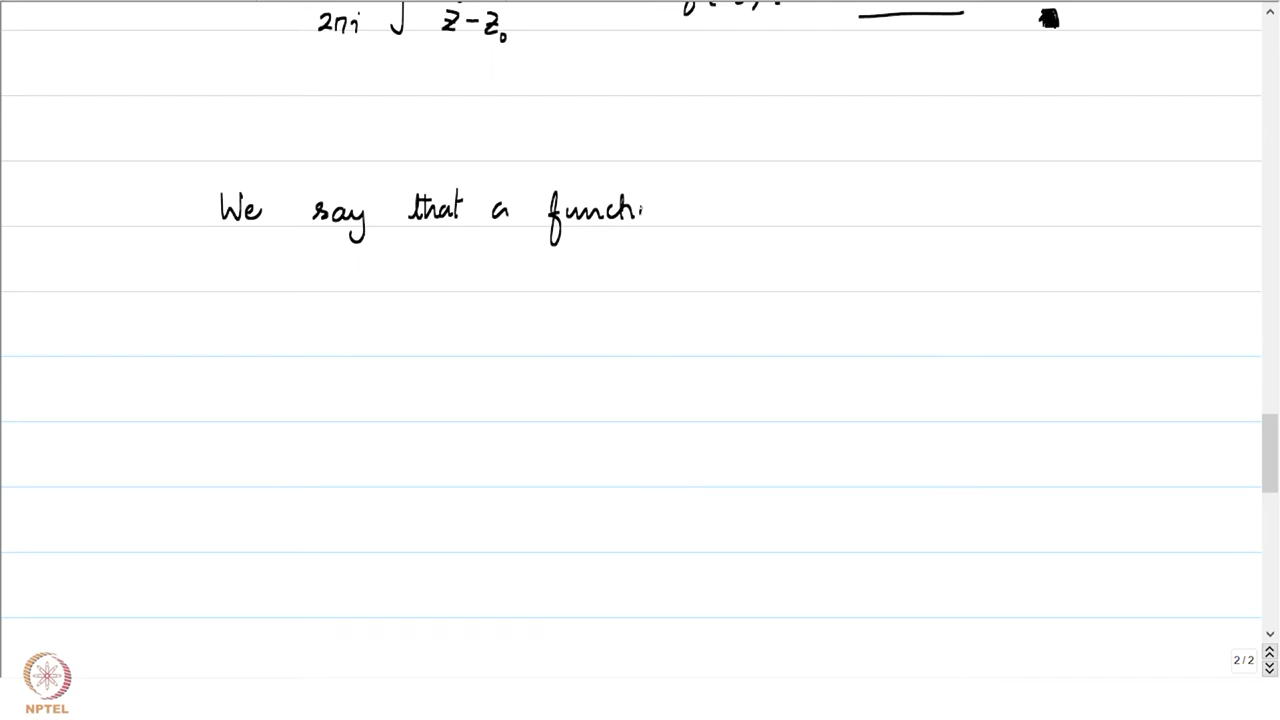 2πi ∫ z - z₀
We say that a functi
2/2
NPTEL